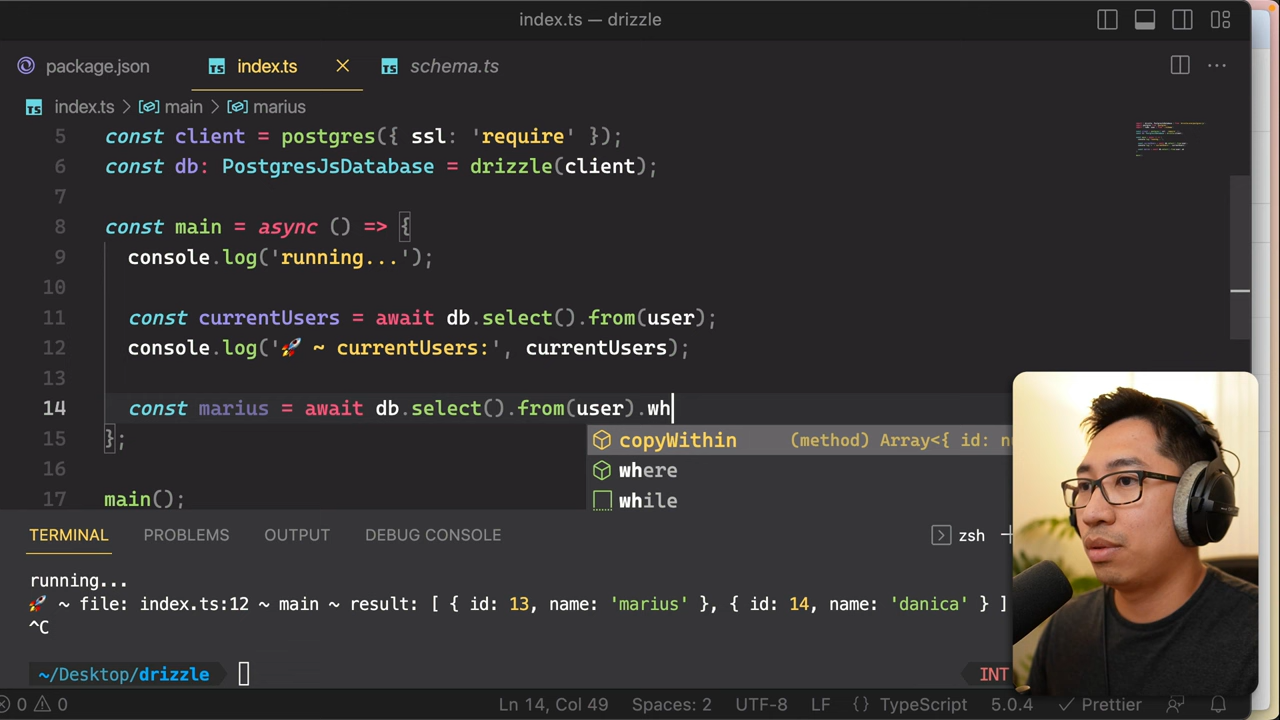 index.ts — drizzle
package.json
TS index.ts
TS schema.ts
TS index.ts > main > marius
5 const client = postgres({ ssl: 'require' });
6 const db: PostgresJsDatabase = drizzle(client);
7
8 const main = async () => {
9 console.log('running...');
10
11 const currentUsers = await db.select().from(user);
12 console.log('🚀 ~ currentUsers:', currentUsers);
13
14 const marius = await db.select().from(user).wh
copyWithin (method) Array<{ id: nu
15 };
where
16
while
17 main();
TERMINAL PROBLEMS OUTPUT DEBUG CONSOLE zsh
running...
🚀 ~ file: index.ts:12 ~ main ~ result: [ { id: 13, name: 'marius' }, { id: 14, name: 'danica' } ]
^C
~/Desktop/drizzle INT
0 0 Ln 14, Col 49 Spaces: 2 UTF-8 LF {} TypeScript 5.0.4 ✓ Prettier